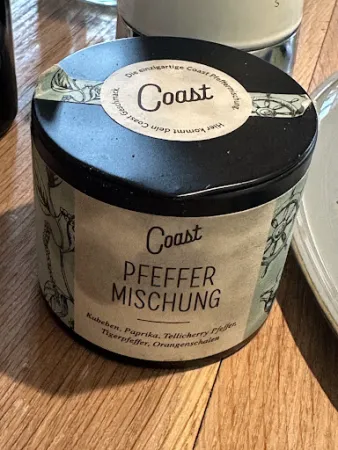 Die einzigartige Coast Pfeffermischung
Coast
Hier kommt dein Coast Geschmack
Coast
PFEFFER
MISCHUNG
Kubeben, Paprika, Tellicherry Pfeffer,
Tigerpfeffer, Orangenschalen